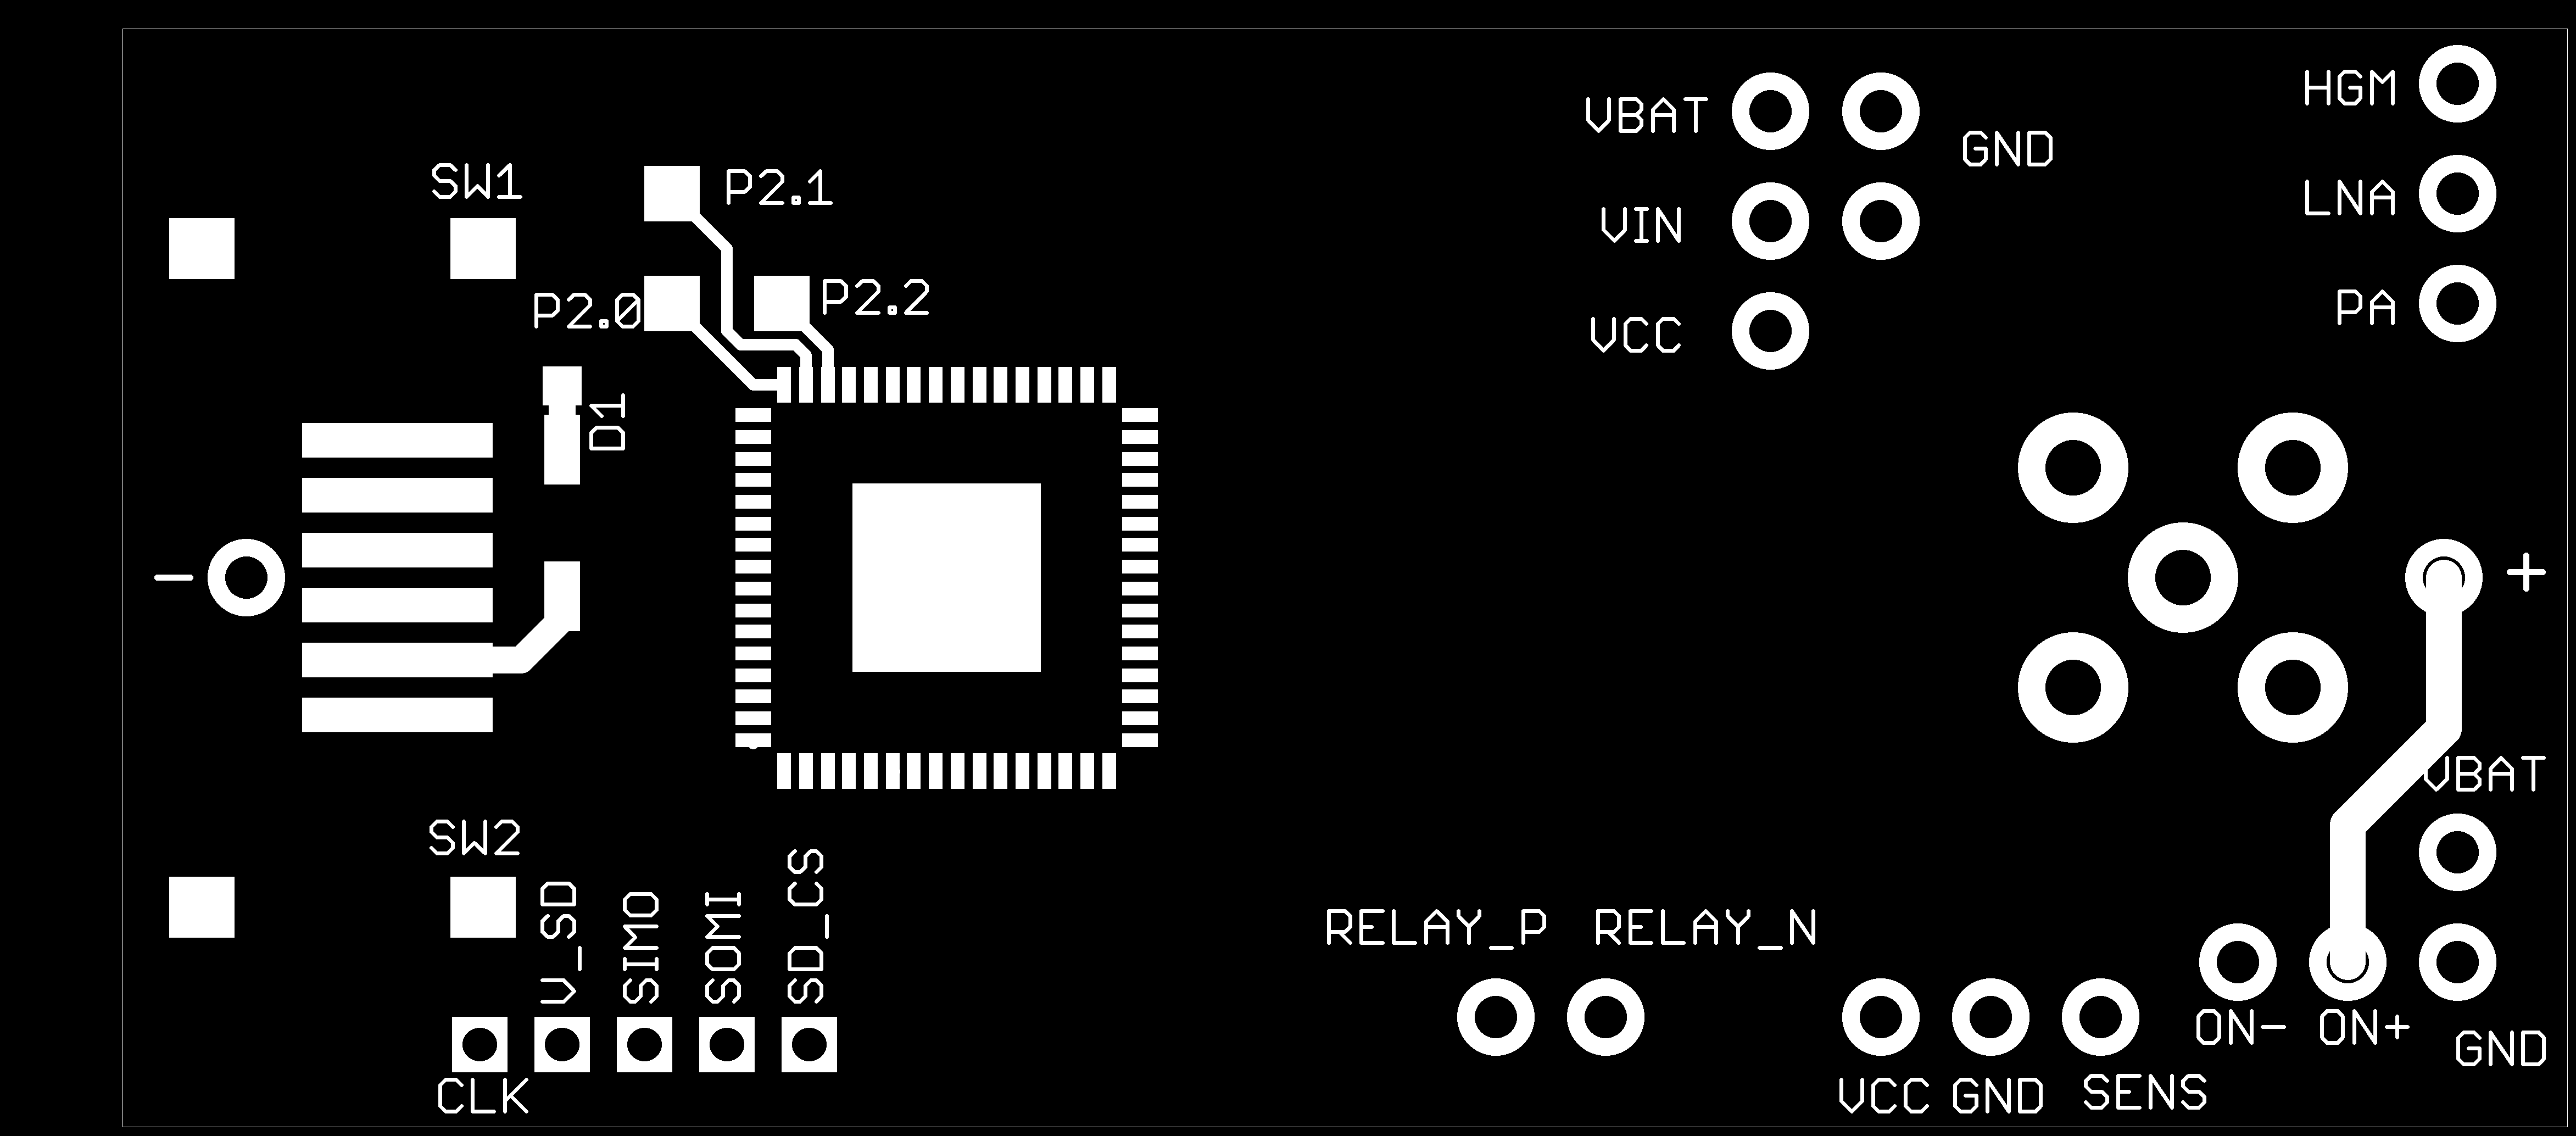 HGM
VBAT
GND
SW1
P2.1
LNA
VIN
P2.0
P2.2
PA
VCC
D1
-
+
VBAT
SW2
V_SD
SIMO
SOMI
SD_CS
RELAY_P RELAY_N
ON- ON+
GND
CLK
VCC GND SENS